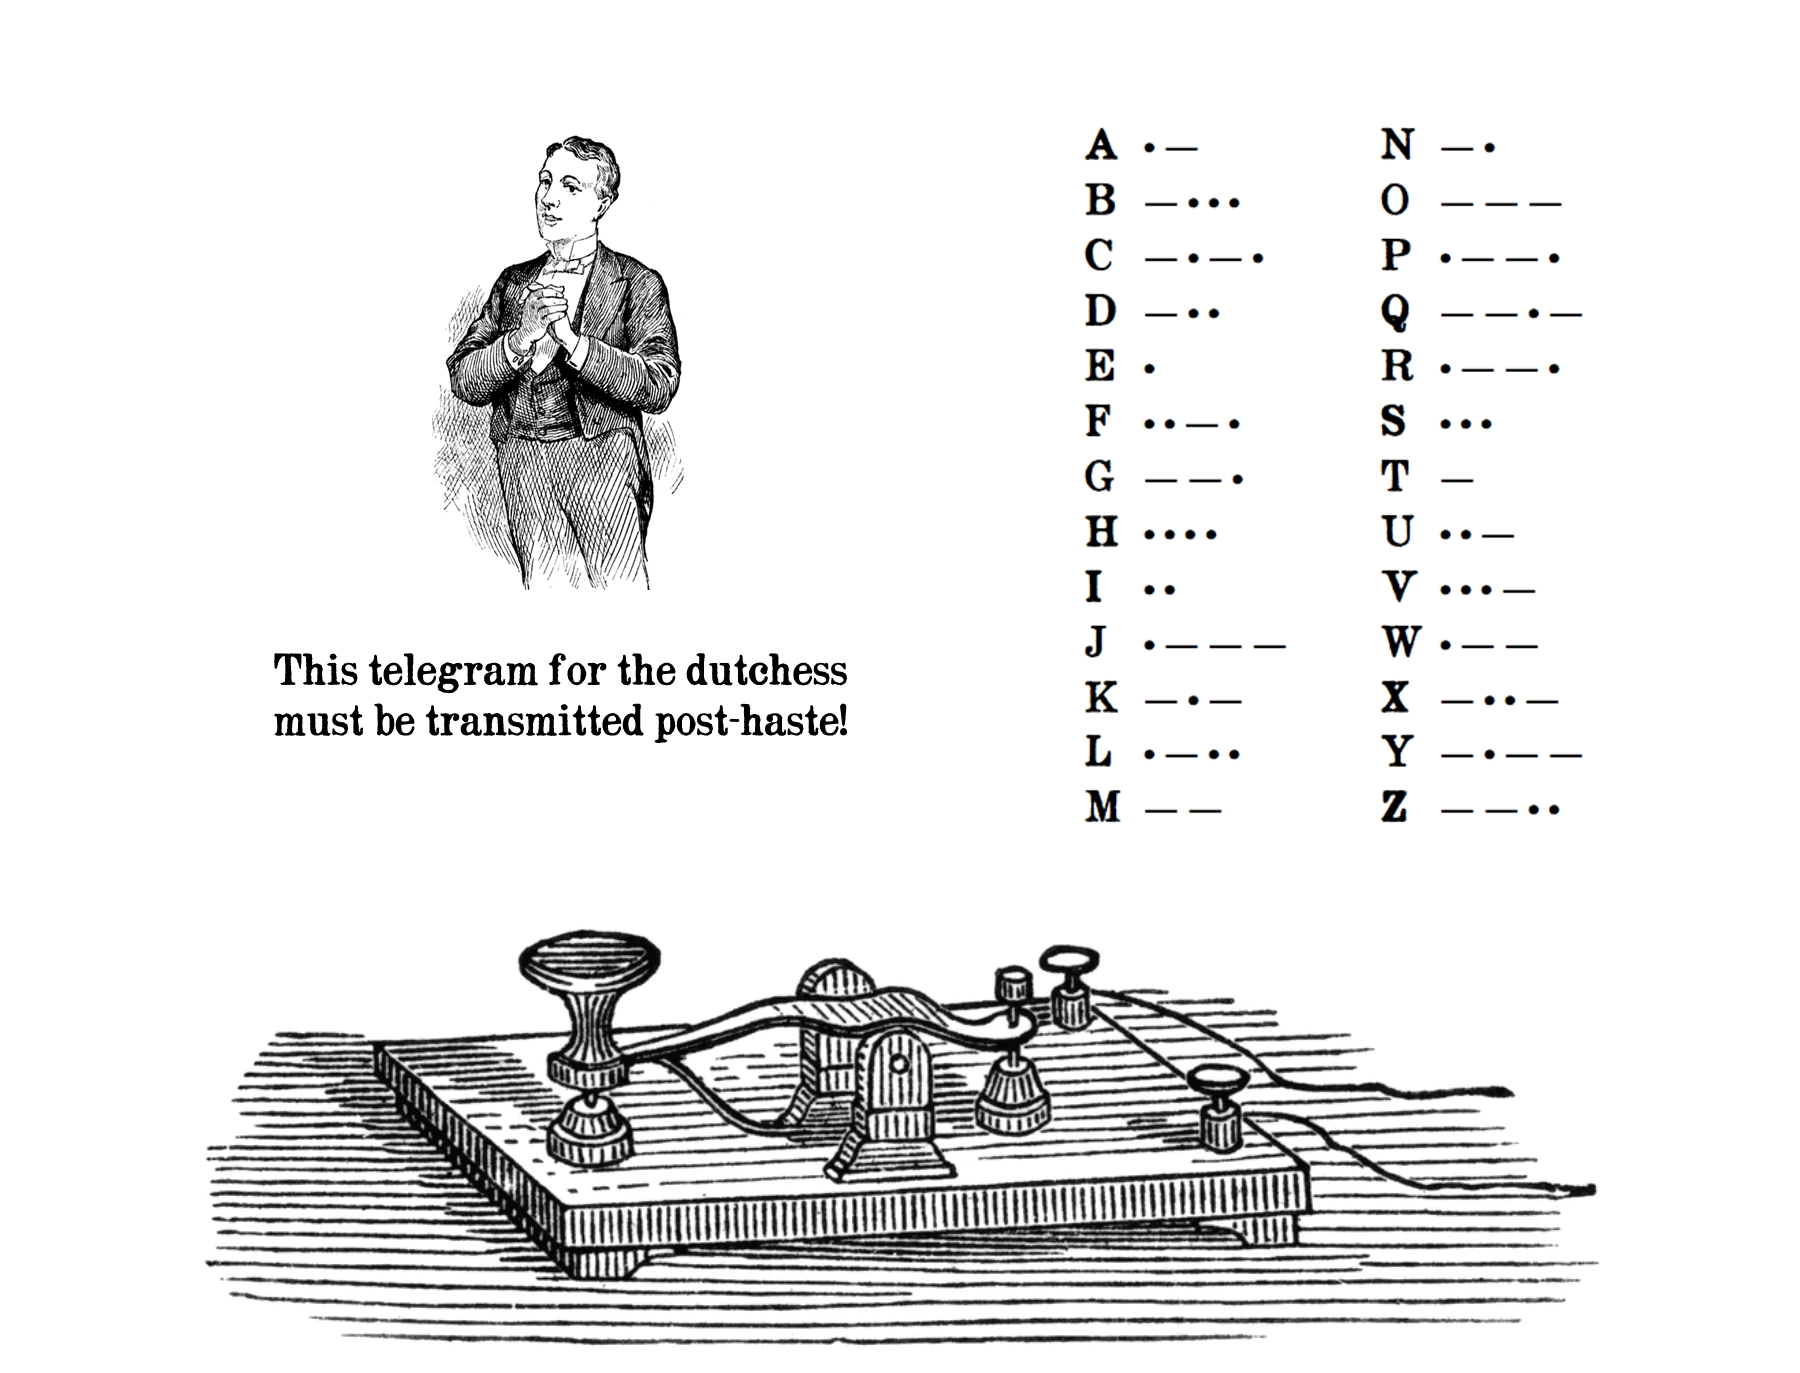 This telegram for the dutchess
must be transmitted post-haste!
A •—
B —•••
C —•—•
D —••
E •
F ••—•
G ——•
H ••••
I ••
J •———
K —•—
L •—••
M ——
N —•
O ———
P •——•
Q ——•—
R •——•
S •••
T —
U ••—
V •••—
W •——
X —••—
Y —•——
Z ——••